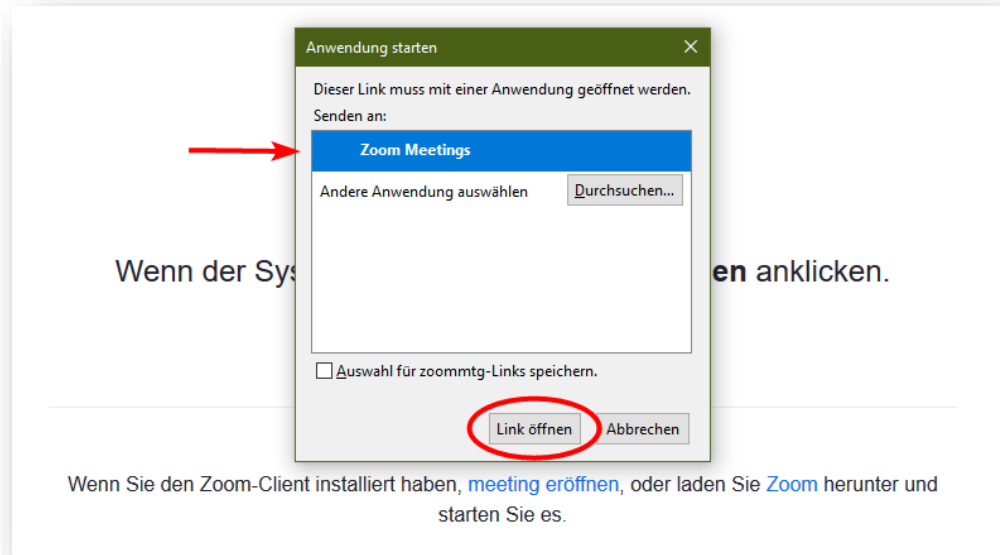 Anwendung starten
Dieser Link muss mit einer Anwendung geöffnet werden.
Senden an:
Zoom Meetings
Andere Anwendung auswählen Durchsuchen...
Wenn der Sys en anklicken.
Auswahl für zoommtg-Links speichern.
Link öffnen Abbrechen
Wenn Sie den Zoom-Client installiert haben, meeting eröffnen, oder laden Sie Zoom herunter und
starten Sie es.